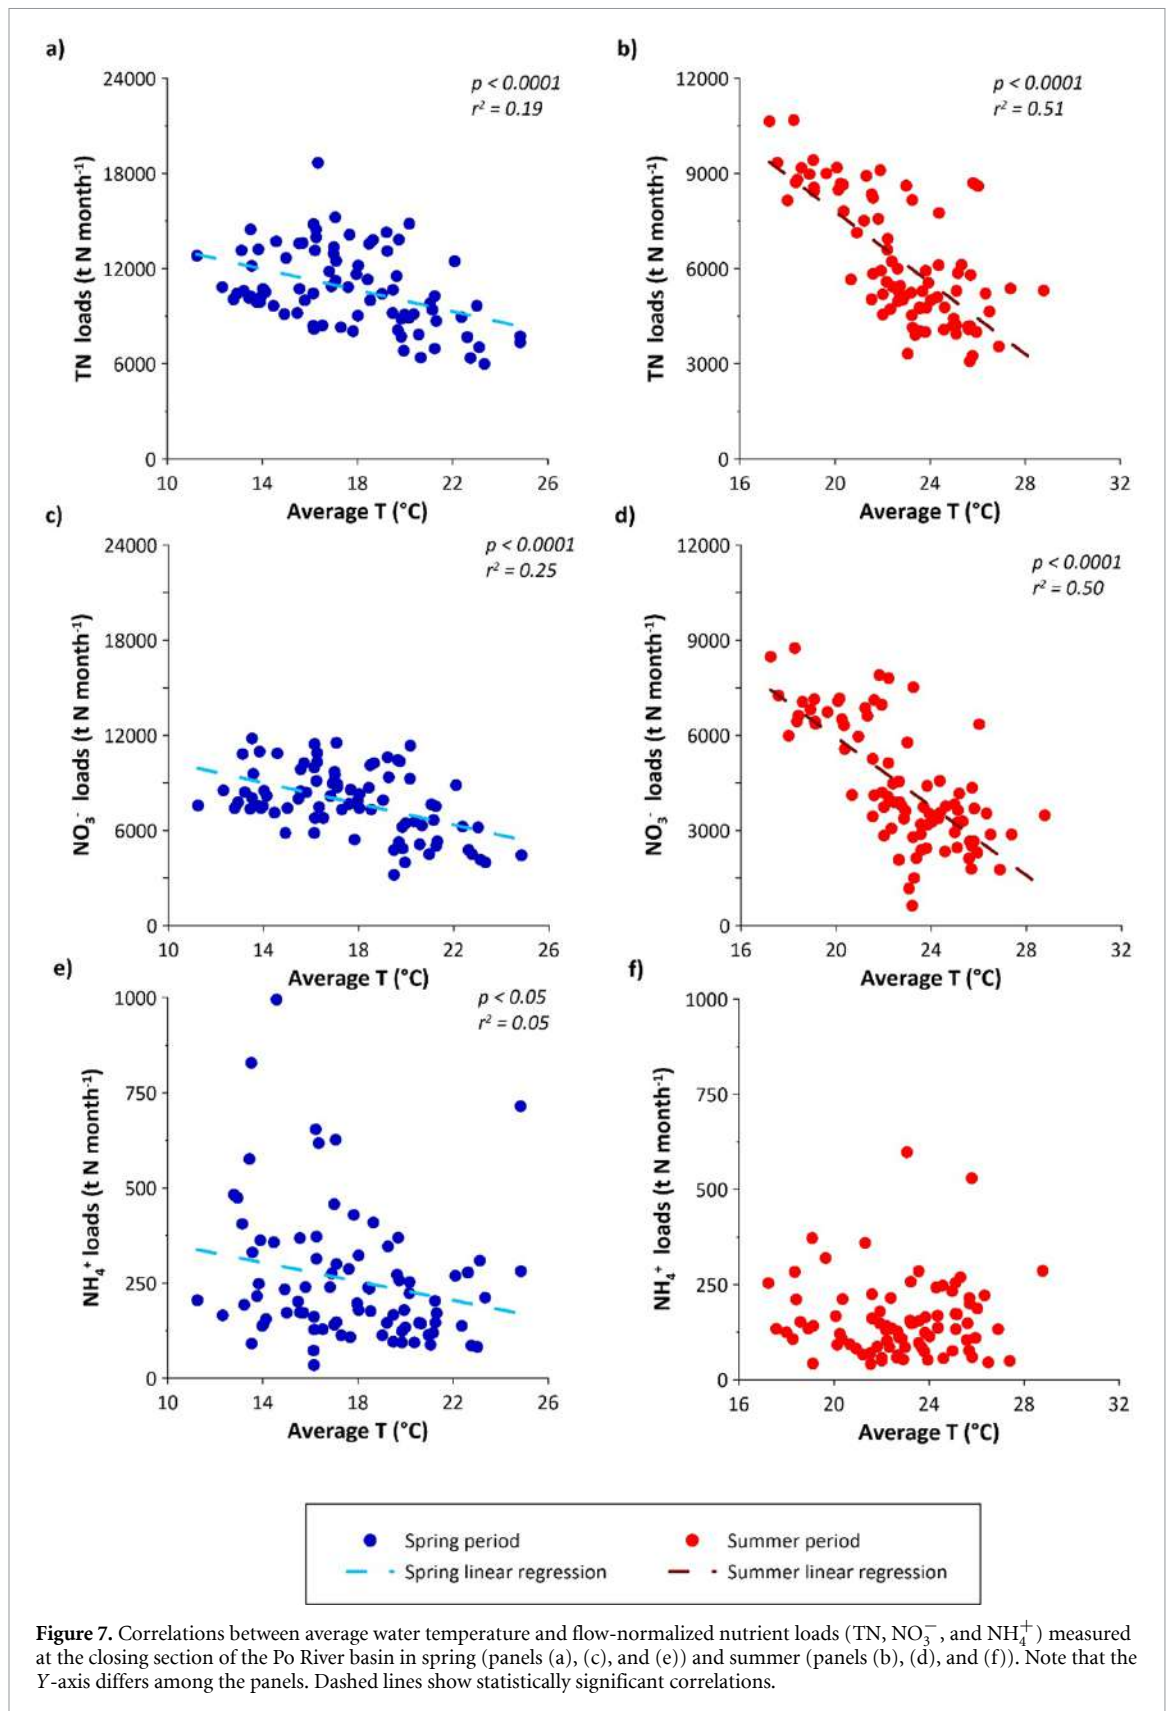 a)
p < 0.0001
r² = 0.19
TN loads (t N month⁻¹)
24000
18000
12000
6000
0
10 14 18 22 26
Average T (°C)
b)
p < 0.0001
r² = 0.51
TN loads (t N month⁻¹)
12000
9000
6000
3000
0
16 20 24 28 32
Average T (°C)
c)
p < 0.0001
r² = 0.25
NO₃⁻ loads (t N month⁻¹)
24000
18000
12000
6000
0
10 14 18 22 26
Average T (°C)
d)
p < 0.0001
r² = 0.50
NO₃⁻ loads (t N month⁻¹)
12000
9000
6000
3000
0
16 20 24 28 32
Average T (°C)
e)
p < 0.05
r² = 0.05
NH₄⁺ loads (t N month⁻¹)
1000
750
500
250
0
10 14 18 22 26
Average T (°C)
f)
NH₄⁺ loads (t N month⁻¹)
1000
750
500
250
0
16 20 24 28 32
Average T (°C)
Spring period
Summer period
Spring linear regression
Summer linear regression
Figure 7. Correlations between average water temperature and flow-normalized nutrient loads (TN, NO₃⁻, and NH₄⁺) measured
at the closing section of the Po River basin in spring (panels (a), (c), and (e)) and summer (panels (b), (d), and (f)). Note that the
Y-axis differs among the panels. Dashed lines show statistically significant correlations.